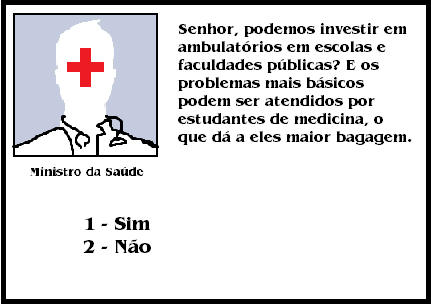 Senhor, podemos investir em
ambulatórios em escolas e
faculdades públicas? E os
problemas mais básicos
podem ser atendidos por
estudantes de medicina, o
que dá a eles maior bagagem.
Ministro da Saúde
1 - Sim
2 - Não